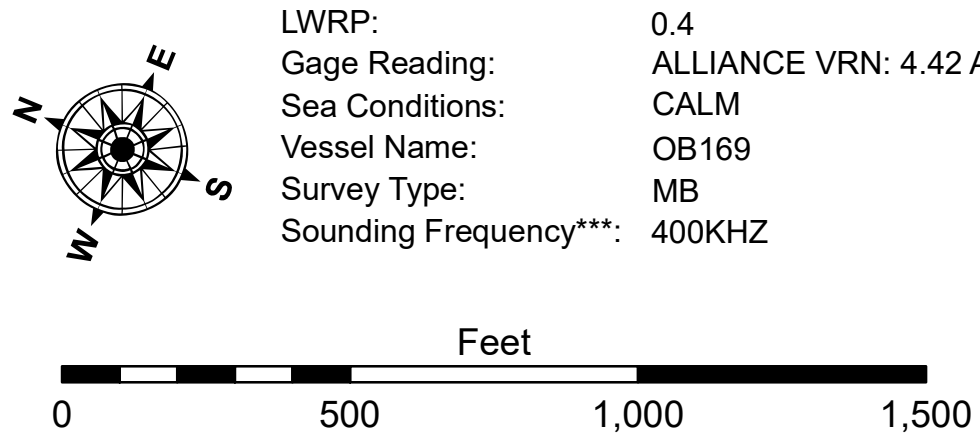 LWRP: 0.4
Gage Reading: ALLIANCE VRN: 4.42 A
Sea Conditions: CALM
Vessel Name: OB169
Survey Type: MB
Sounding Frequency***: 400KHZ
N
E
S
W
Feet
0 500 1,000 1,500